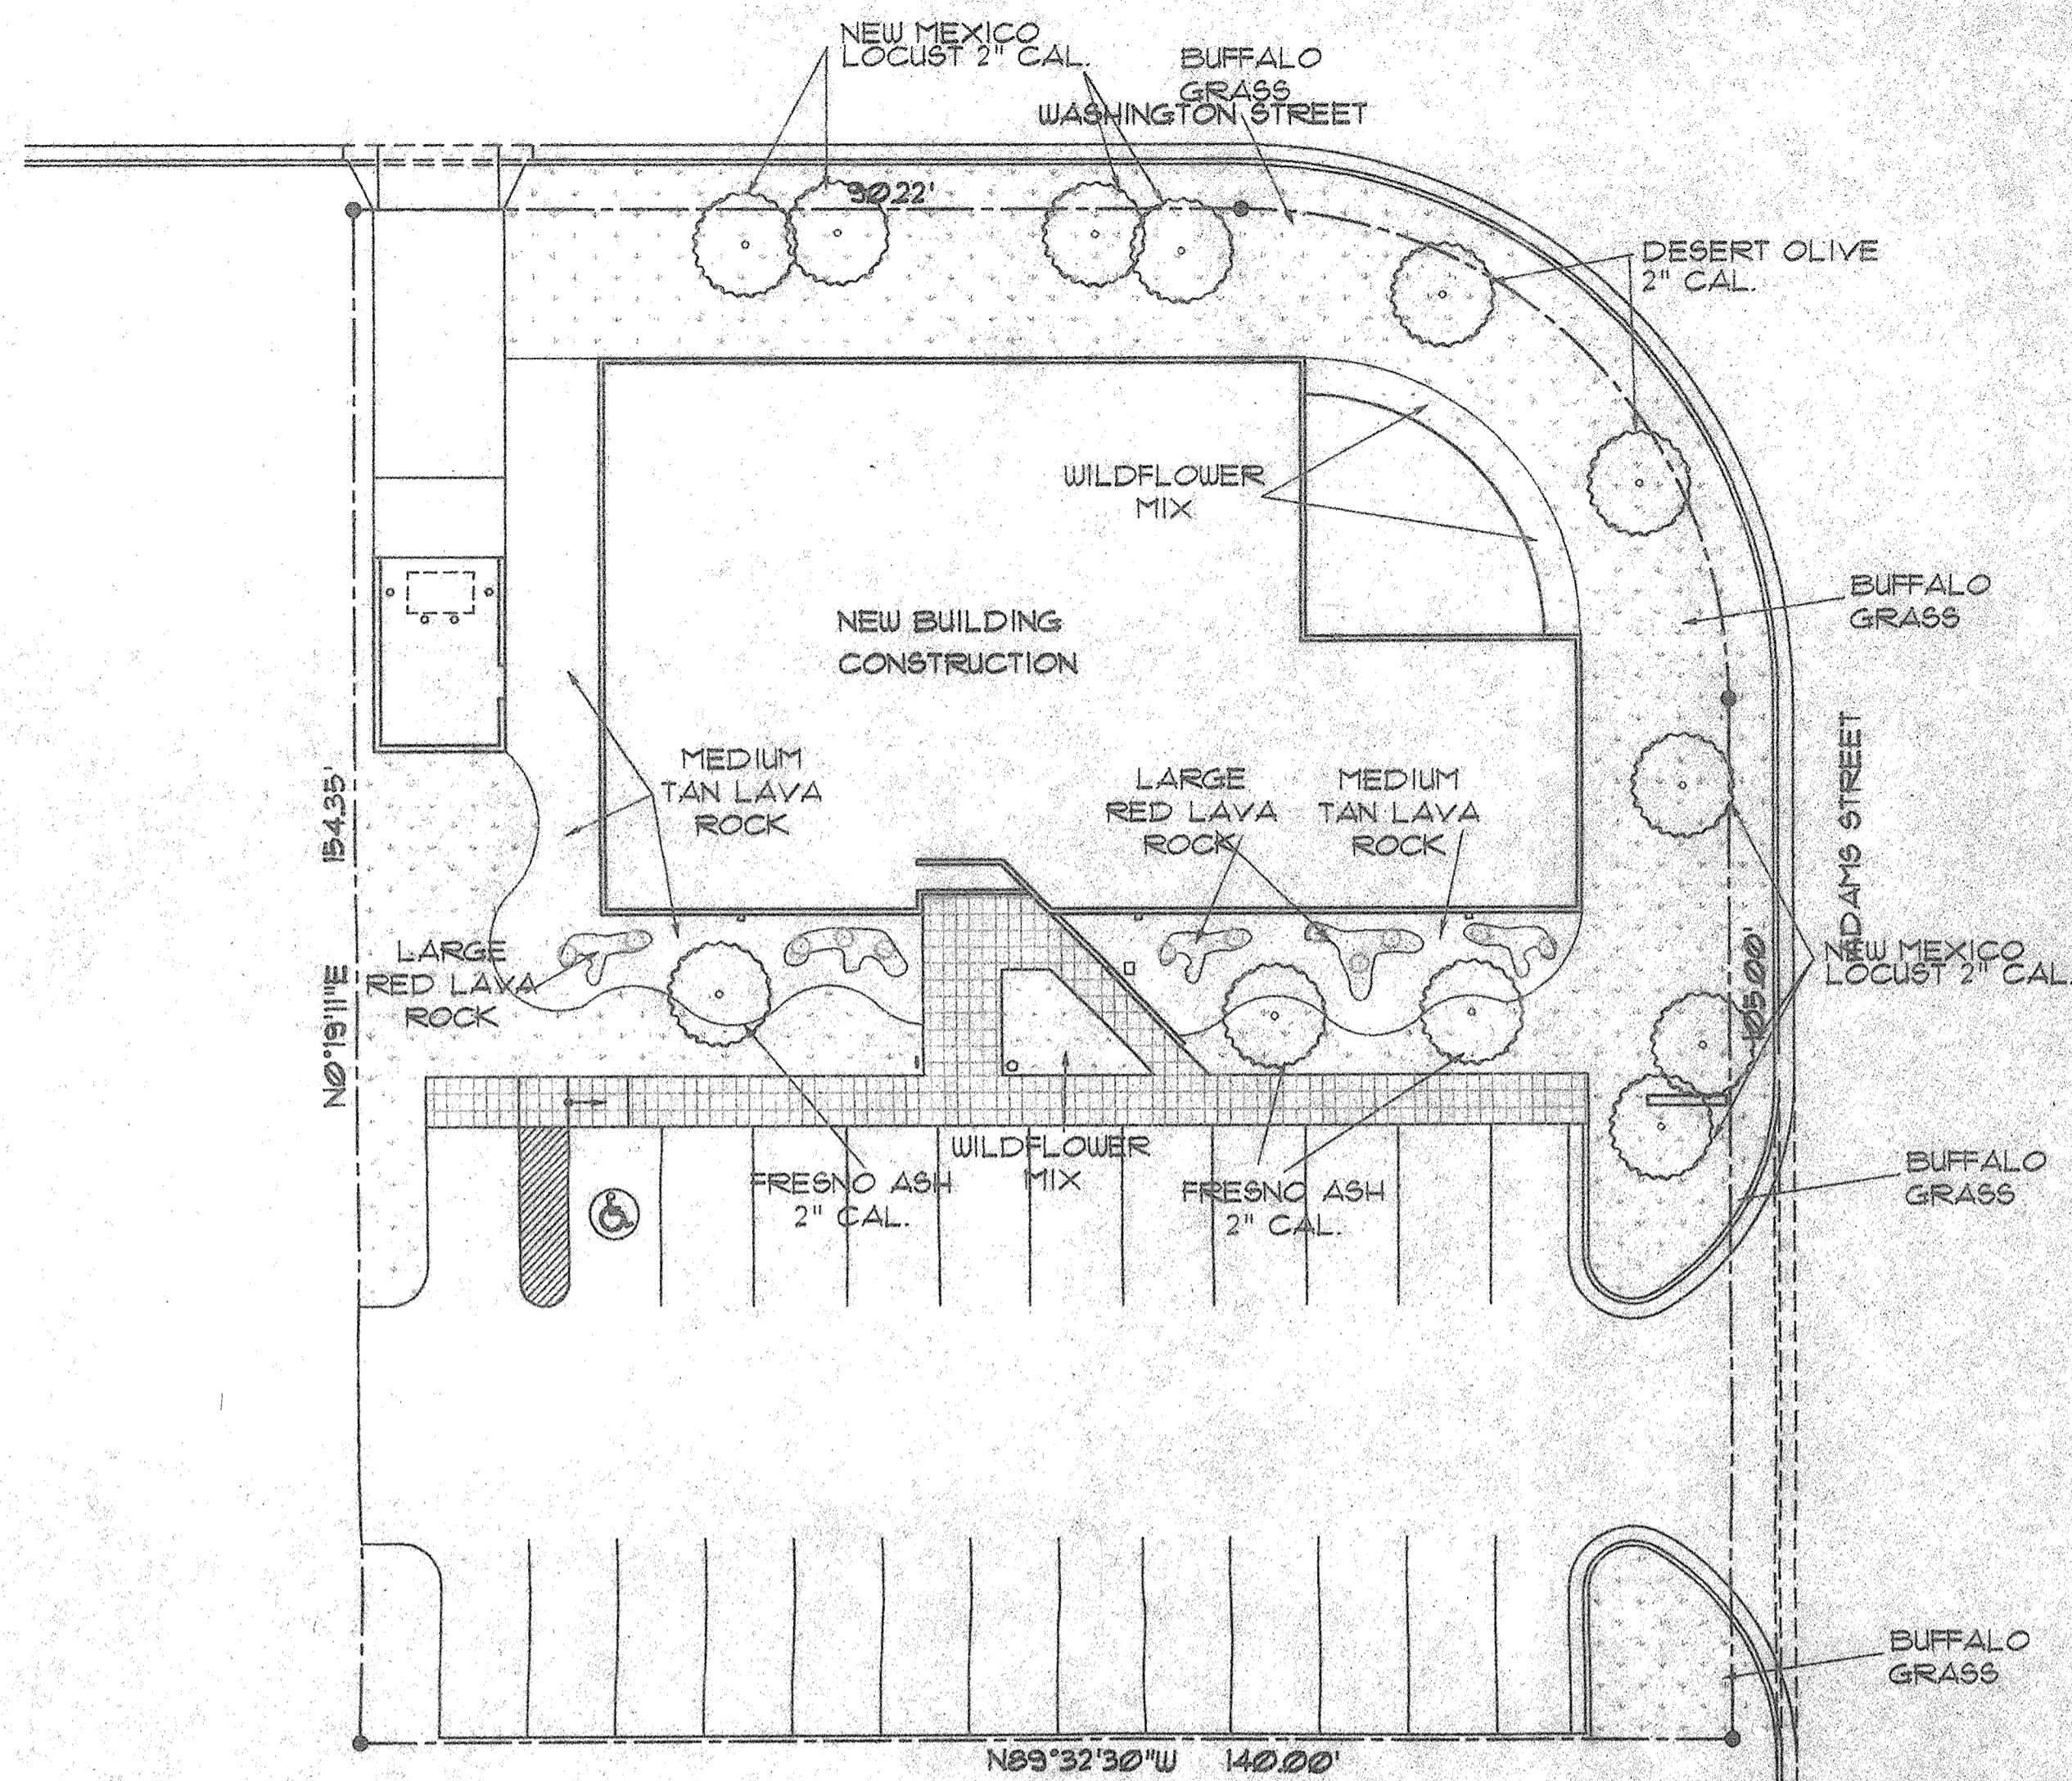 NEW MEXICO
LOCUST 2" CAL.
BUFFALO
GRASS
WASHINGTON STREET
90.22'
DESERT OLIVE
2" CAL.
WILDFLOWER
MIX
BUFFALO
GRASS
NEW BUILDING
CONSTRUCTION
MEDIUM
TAN LAVA
ROCK
LARGE
RED LAVA
ROCK
MEDIUM
TAN LAVA
ROCK
ADAMS STREET
154.35'
N0°19'11"E
LARGE
RED LAVA
ROCK
105.00'
NEW MEXICO
LOCUST 2" CAL.
WILDFLOWER
MIX
FRESNO ASH
2" CAL.
FRESNO ASH
2" CAL.
BUFFALO
GRASS
BUFFALO
GRASS
N89°32'30"W 140.00'